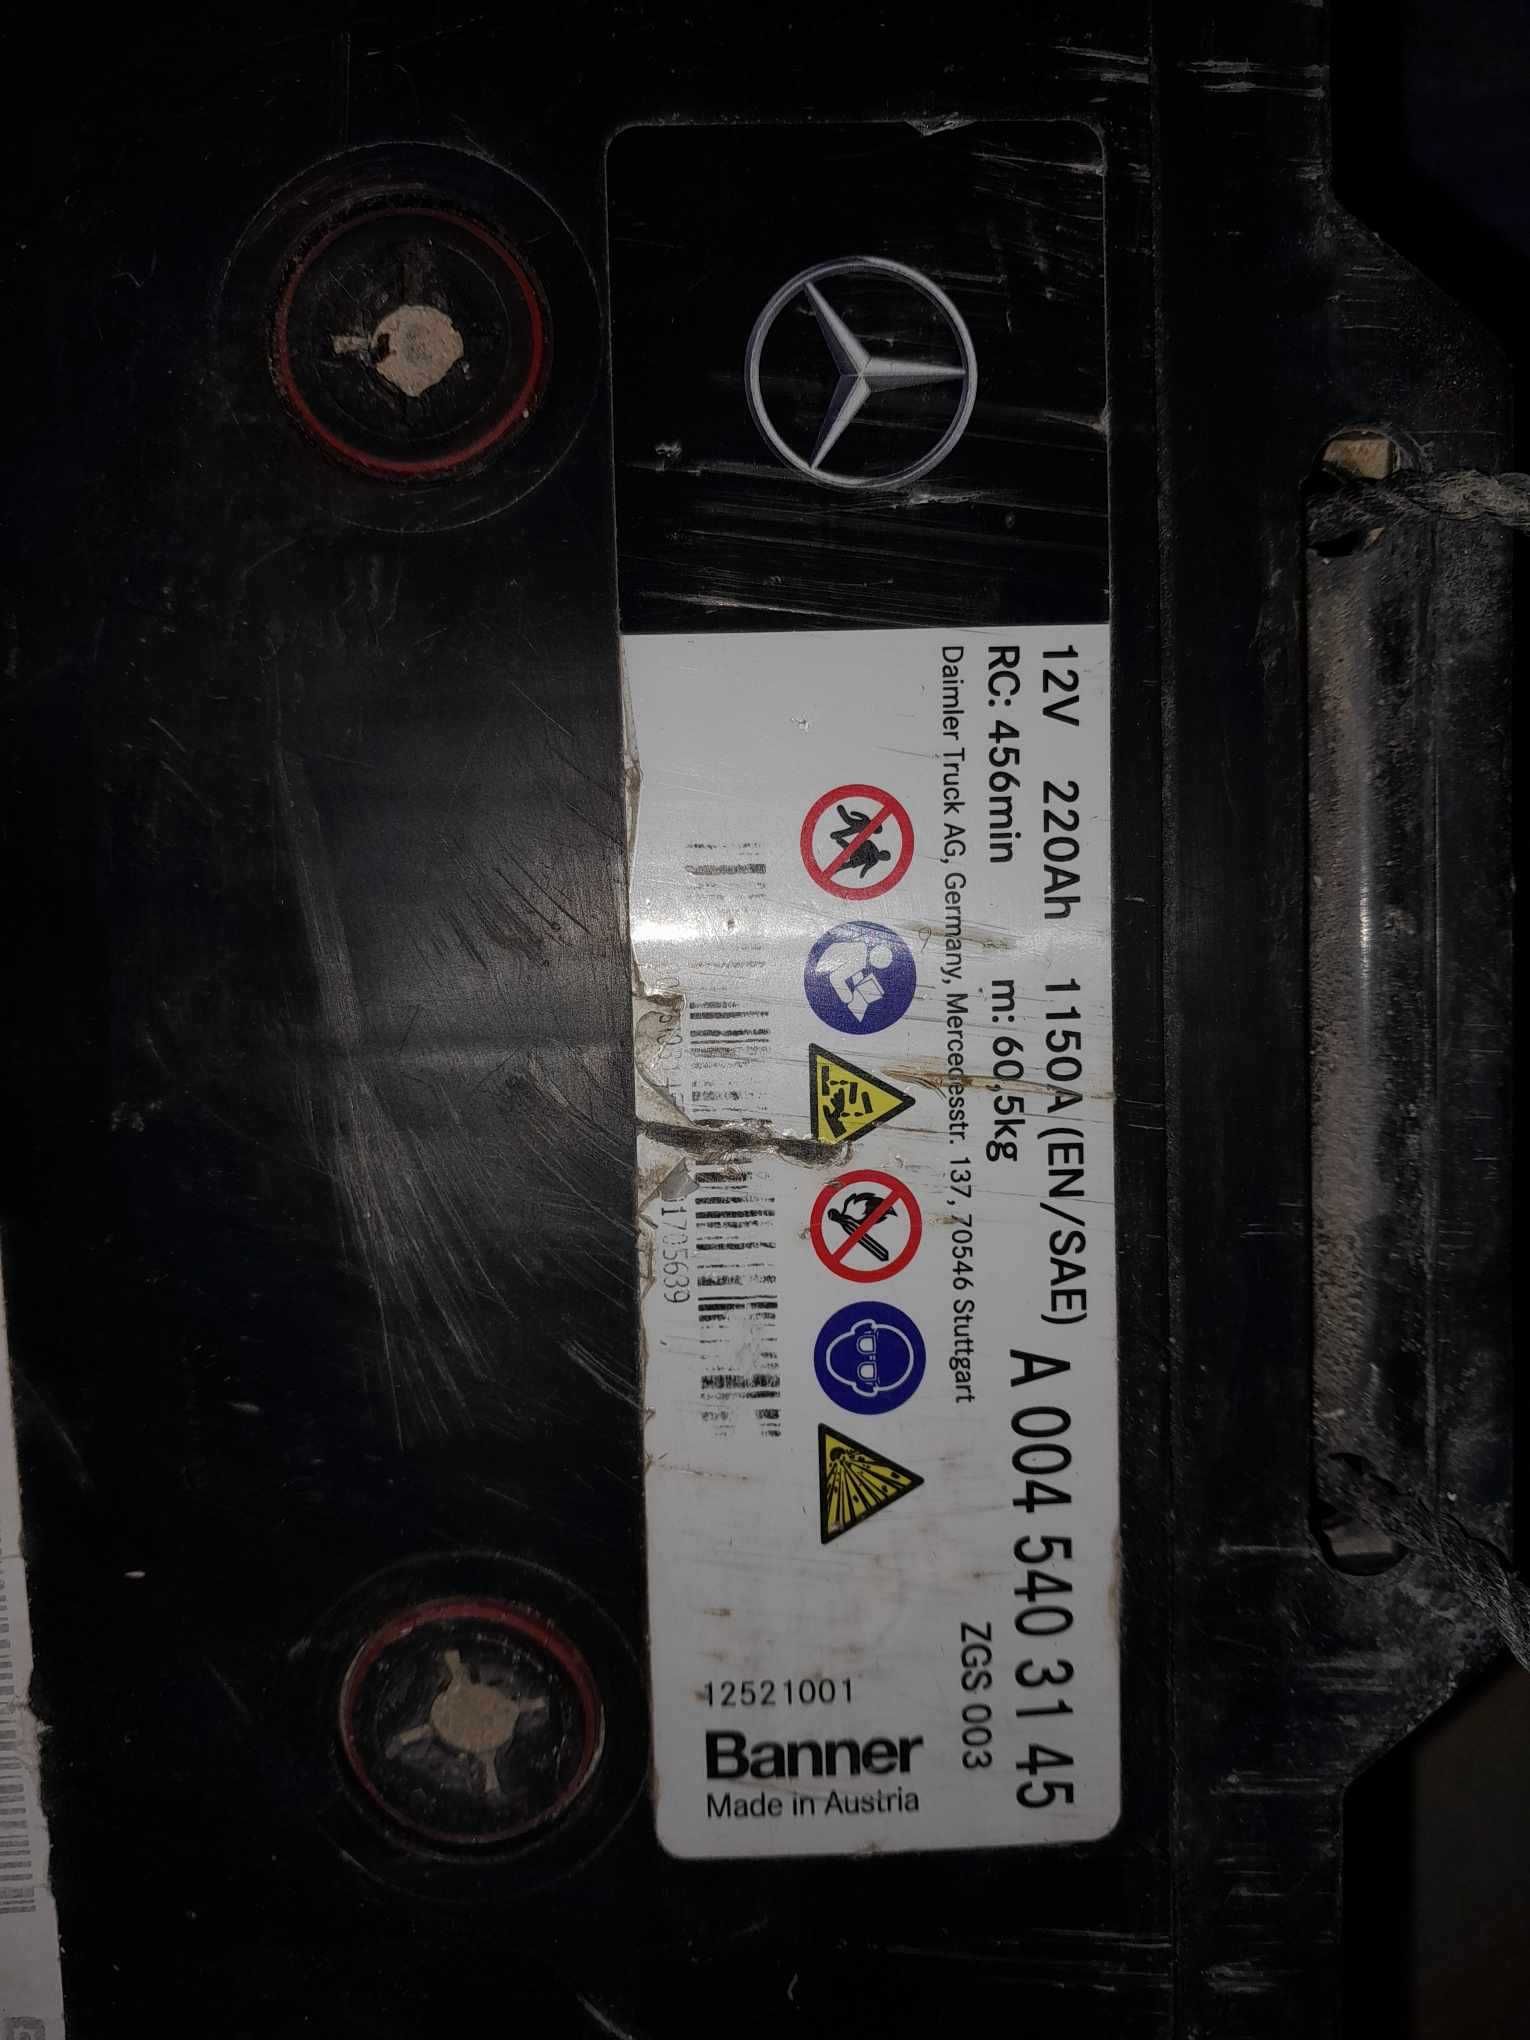 12V 220Ah 1150A (EN/SAE) A 004 540 31 45
RC: 456min m: 60,5kg ZGS 003
Daimler Truck AG, Germany, Mercedesstr. 137, 70546 Stuttgart
1705639
12521001
Banner
Made in Austria